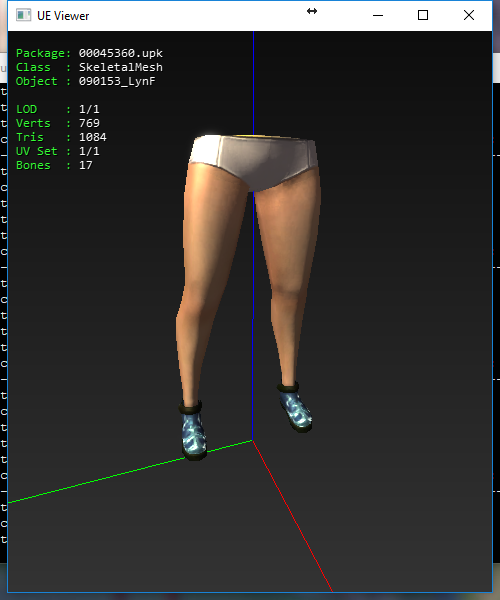 UE Viewer
Package: 00045360.upk
Class : SkeletalMesh
Object : 090153_LynF
LOD : 1/1
Verts : 769
Tris : 1084
UV Set : 1/1
Bones : 17